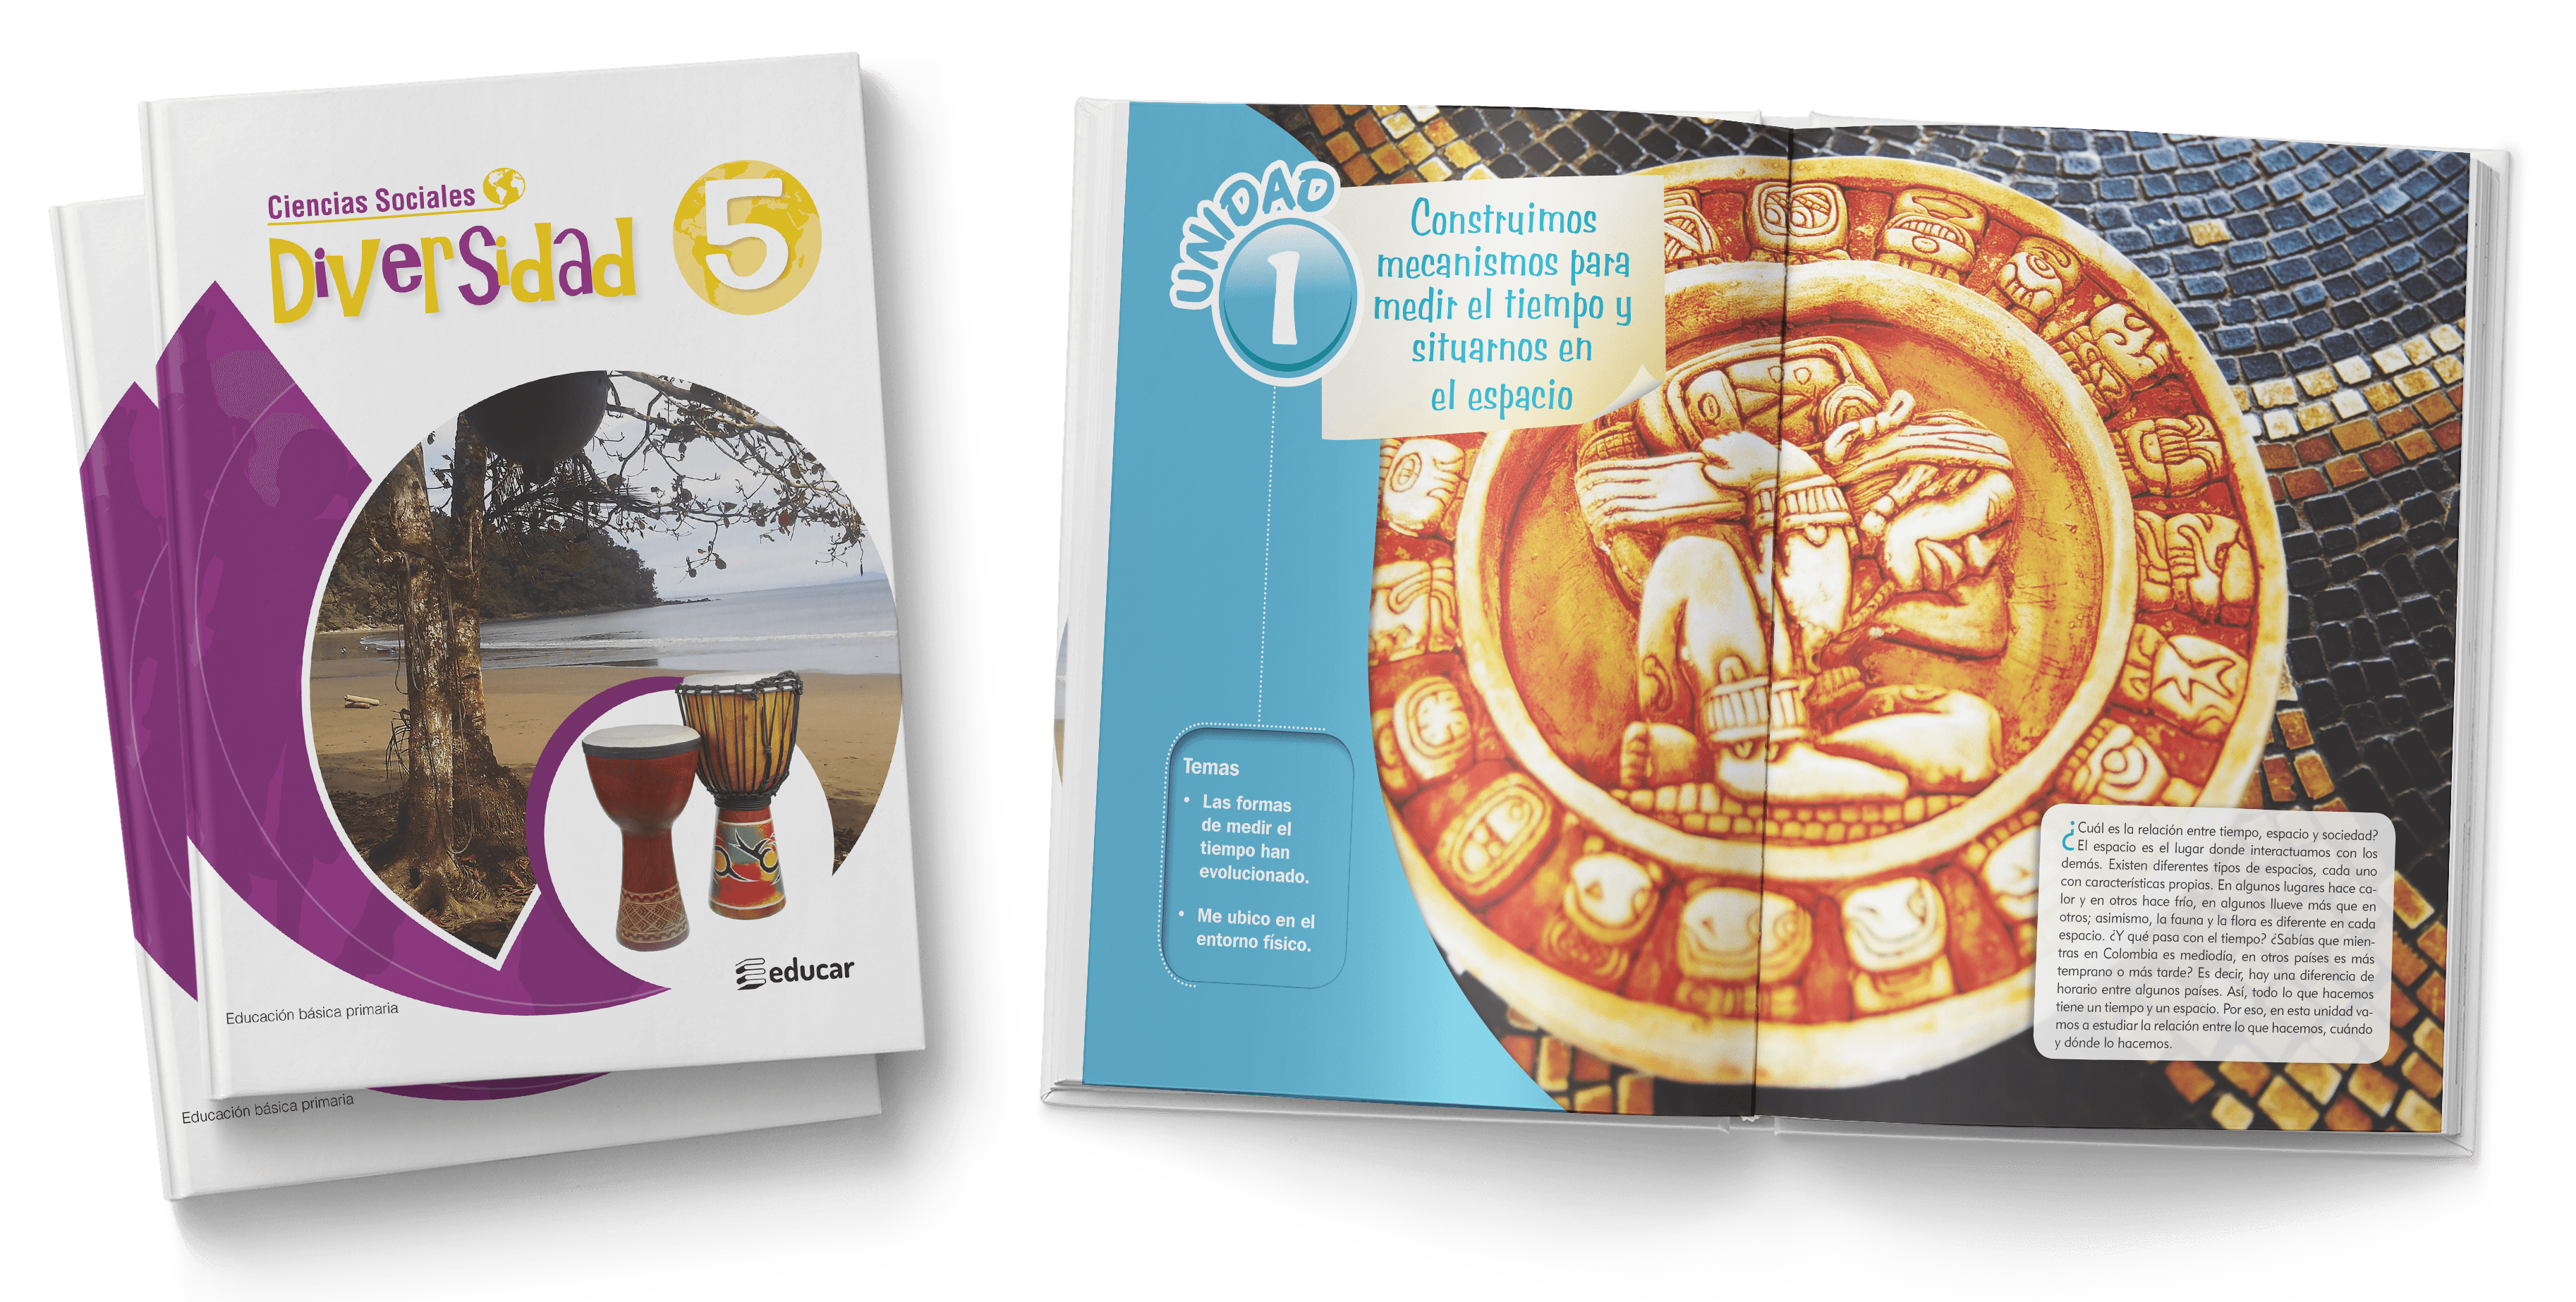 Ciencias Sociales
Diversidad
5
educar
Educación básica primaria
Educación básica primaria
UNIDAD
1
Construimos
mecanismos para
medir el tiempo y
situarnos en
el espacio
Temas
• Las formas
de medir el
tiempo han
evolucionado.
• Me ubico en el
entorno físico.
¿Cuál es la relación entre tiempo, espacio y sociedad?
El espacio es el lugar donde interactuamos con los
demás. Existen diferentes tipos de espacios, cada uno
con características propias. En algunos lugares hace ca-
lor y en otros hace frío, en algunos llueve más que en
otros; asimismo, la fauna y la flora es diferente en cada
espacio. ¿Y qué pasa con el tiempo? ¿Sabías que mien-
tras en Colombia es mediodía, en otros países es más
temprano o más tarde? Es decir, hay una diferencia de
horario entre algunos países. Así, todo lo que hacemos
tiene un tiempo y un espacio. Por eso, en esta unidad va-
mos a estudiar la relación entre lo que hacemos, cuándo
y dónde lo hacemos.